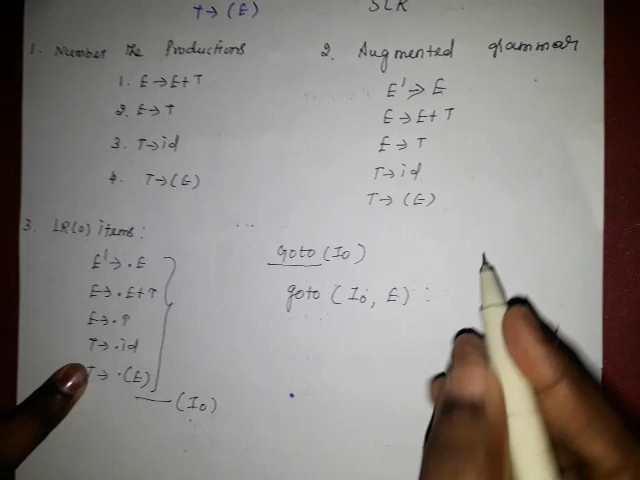 T→(E) SLR
1. Number the Productions
1. E→E+T
2. E→T
3. T→id
4. T→(E)
2. Augmented grammar
E'→E
E→E+T
E→T
T→id
T→(E)
3. LR(0) items:
E'→.E
E→.E+T
E→.T
T→.id
T→.(E)
(I0)
...
Goto (I0)
goto (I0, E) :